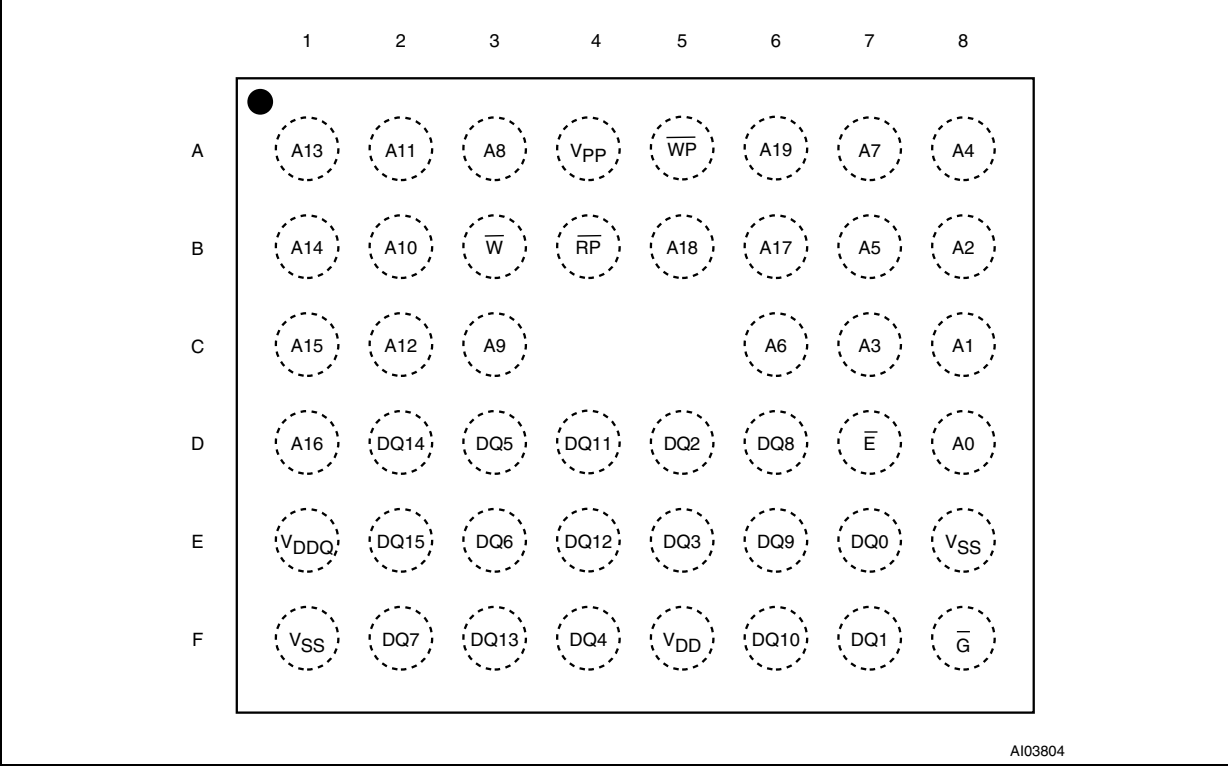 1 2 3 4 5 6 7 8
A A13 A11 A8 VPP W̅P̅ A19 A7 A4
B A14 A10 W̅ R̅P̅ A18 A17 A5 A2
C A15 A12 A9 A6 A3 A1
D A16 DQ14 DQ5 DQ11 DQ2 DQ8 E̅ A0
E VDDQ DQ15 DQ6 DQ12 DQ3 DQ9 DQ0 VSS
F VSS DQ7 DQ13 DQ4 VDD DQ10 DQ1 G̅
AI03804